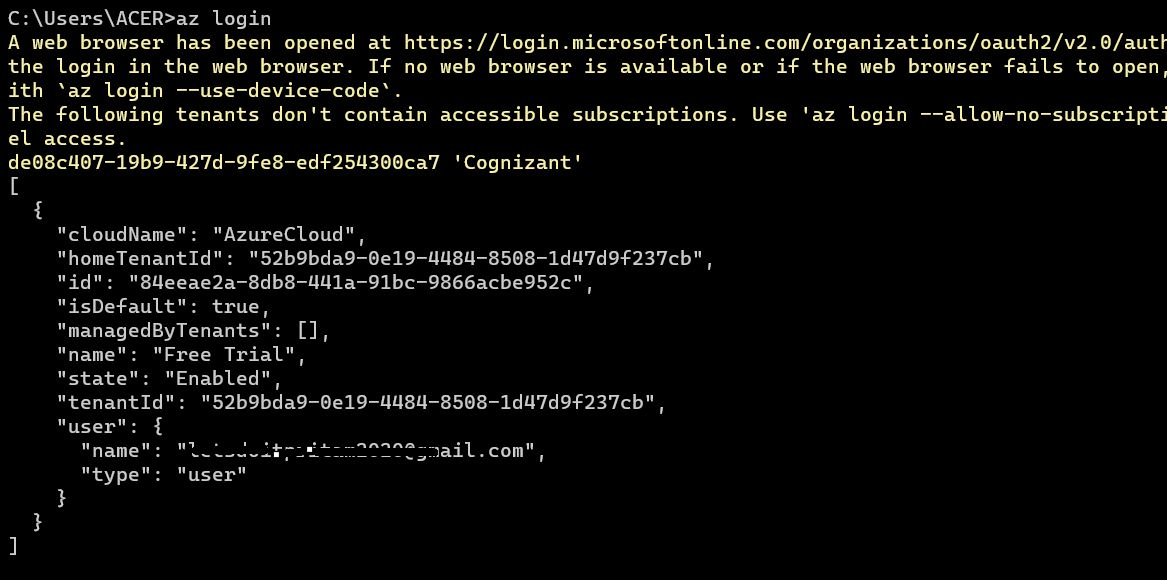 C:\Users\ACER>az login
A web browser has been opened at https://login.microsoftonline.com/organizations/oauth2/v2.0/auth
the login in the web browser. If no web browser is available or if the web browser fails to open,
ith `az login --use-device-code`.
The following tenants don't contain accessible subscriptions. Use 'az login --allow-no-subscripti
el access.
de08c407-19b9-427d-9fe8-edf254300ca7 'Cognizant'
[
  {
    "cloudName": "AzureCloud",
    "homeTenantId": "52b9bda9-0e19-4484-8508-1d47d9f237cb",
    "id": "84eeae2a-8db8-441a-91bc-9866acbe952c",
    "isDefault": true,
    "managedByTenants": [],
    "name": "Free Trial",
    "state": "Enabled",
    "tenantId": "52b9bda9-0e19-4484-8508-1d47d9f237cb",
    "user": {
      "name": "ail.com",
      "type": "user"
    }
  }
]